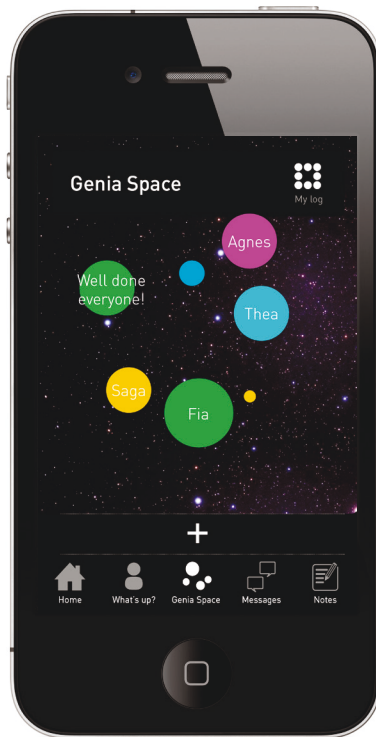 Genia Space
My log
Agnes
Well done
everyone!
Thea
Saga
Fia
+
Home
What's up?
Genia Space
Messages
Notes